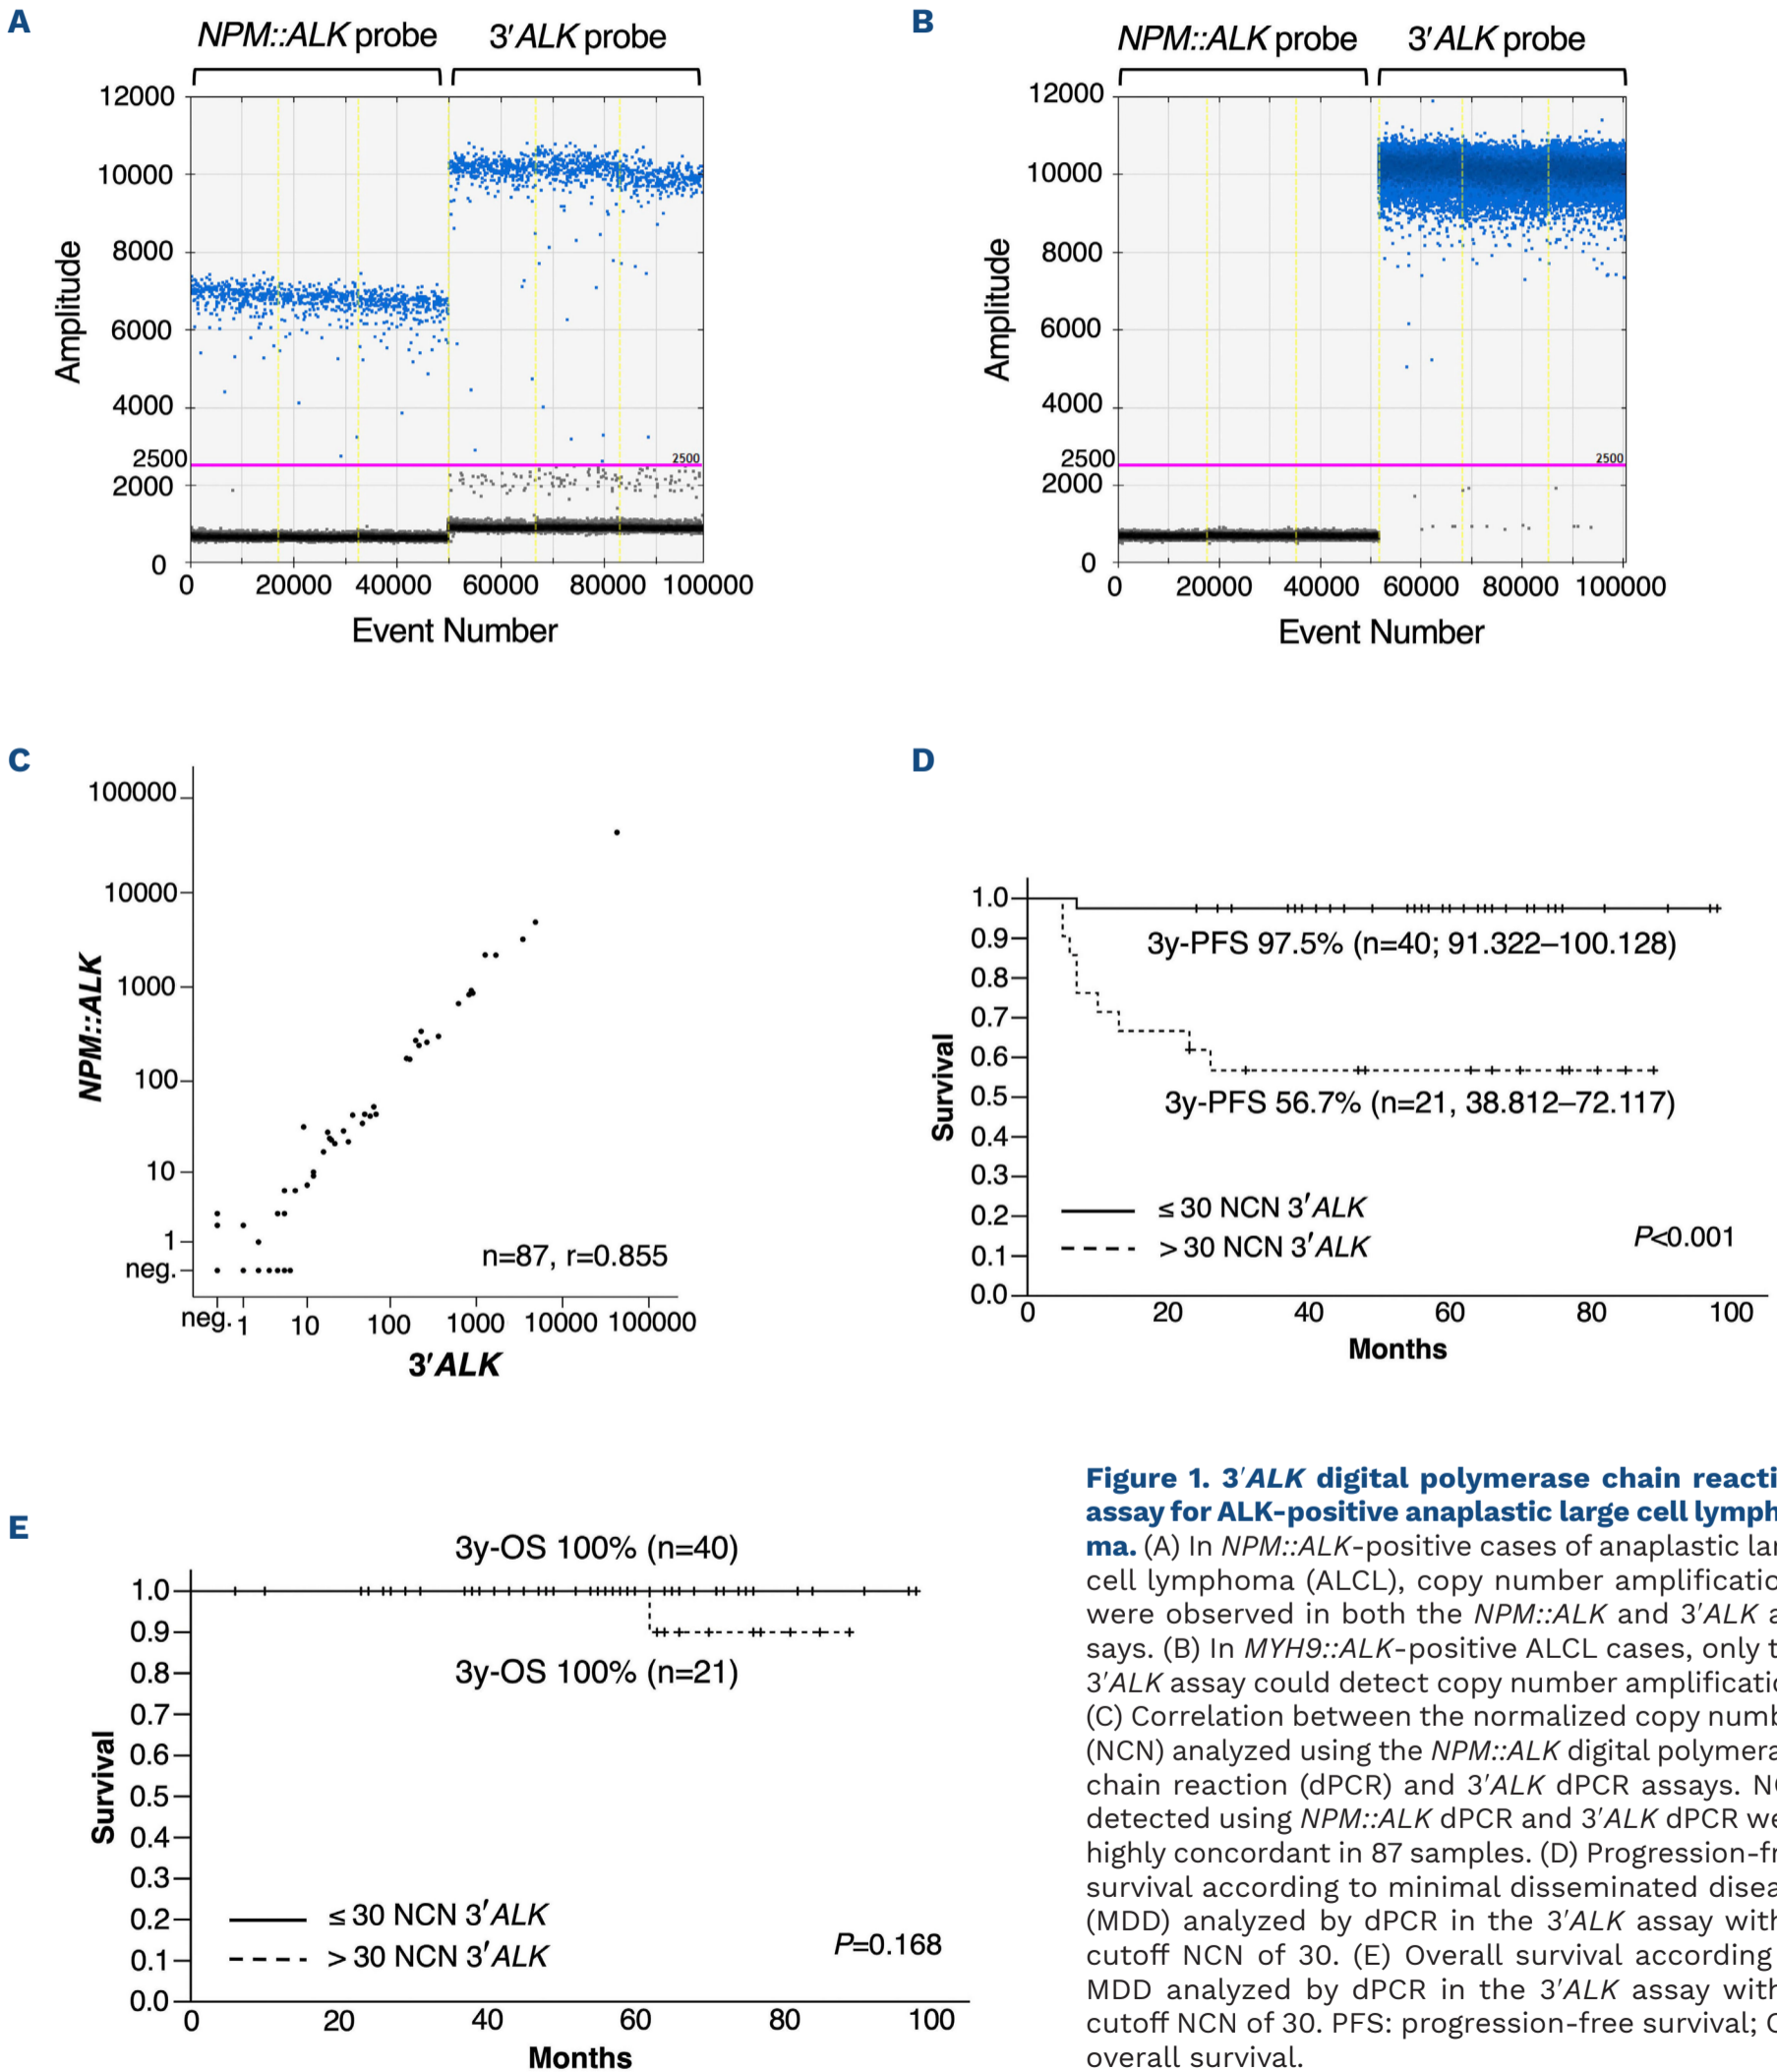 A
NPM::ALK probe
3′ALK probe
12000
10000
8000
6000
4000
2500
2000
0
2500
Amplitude
0 20000 40000 60000 80000 100000
Event Number
B
NPM::ALK probe
3′ALK probe
12000
10000
8000
6000
4000
2500
2000
0
2500
Amplitude
0 20000 40000 60000 80000 100000
Event Number
C
100000
10000
1000
100
10
1
neg.
NPM::ALK
n=87, r=0.855
neg. 1 10 100 1000 10000 100000
3′ALK
D
1.0
0.9
0.8
0.7
0.6
0.5
0.4
0.3
0.2
0.1
0.0
Survival
3y-PFS 97.5% (n=40; 91.322–100.128)
3y-PFS 56.7% (n=21, 38.812–72.117)
≤ 30 NCN 3′ALK
> 30 NCN 3′ALK
P<0.001
0 20 40 60 80 100
Months
E
3y-OS 100% (n=40)
1.0
0.9
0.8
0.7
0.6
0.5
0.4
0.3
0.2
0.1
0.0
Survival
3y-OS 100% (n=21)
≤ 30 NCN 3′ALK
> 30 NCN 3′ALK
P=0.168
0 20 40 60 80 100
Months
Figure 1. 3′ALK digital polymerase chain reacti
assay for ALK-positive anaplastic large cell lymph
ma. (A) In NPM::ALK-positive cases of anaplastic lar
cell lymphoma (ALCL), copy number amplificatio
were observed in both the NPM::ALK and 3′ALK a
says. (B) In MYH9::ALK-positive ALCL cases, only t
3′ALK assay could detect copy number amplificatio
(C) Correlation between the normalized copy numb
(NCN) analyzed using the NPM::ALK digital polymera
chain reaction (dPCR) and 3′ALK dPCR assays. NC
detected using NPM::ALK dPCR and 3′ALK dPCR we
highly concordant in 87 samples. (D) Progression-fr
survival according to minimal disseminated disea
(MDD) analyzed by dPCR in the 3′ALK assay with
cutoff NCN of 30. (E) Overall survival according
MDD analyzed by dPCR in the 3′ALK assay with
cutoff NCN of 30. PFS: progression-free survival; O
overall survival.